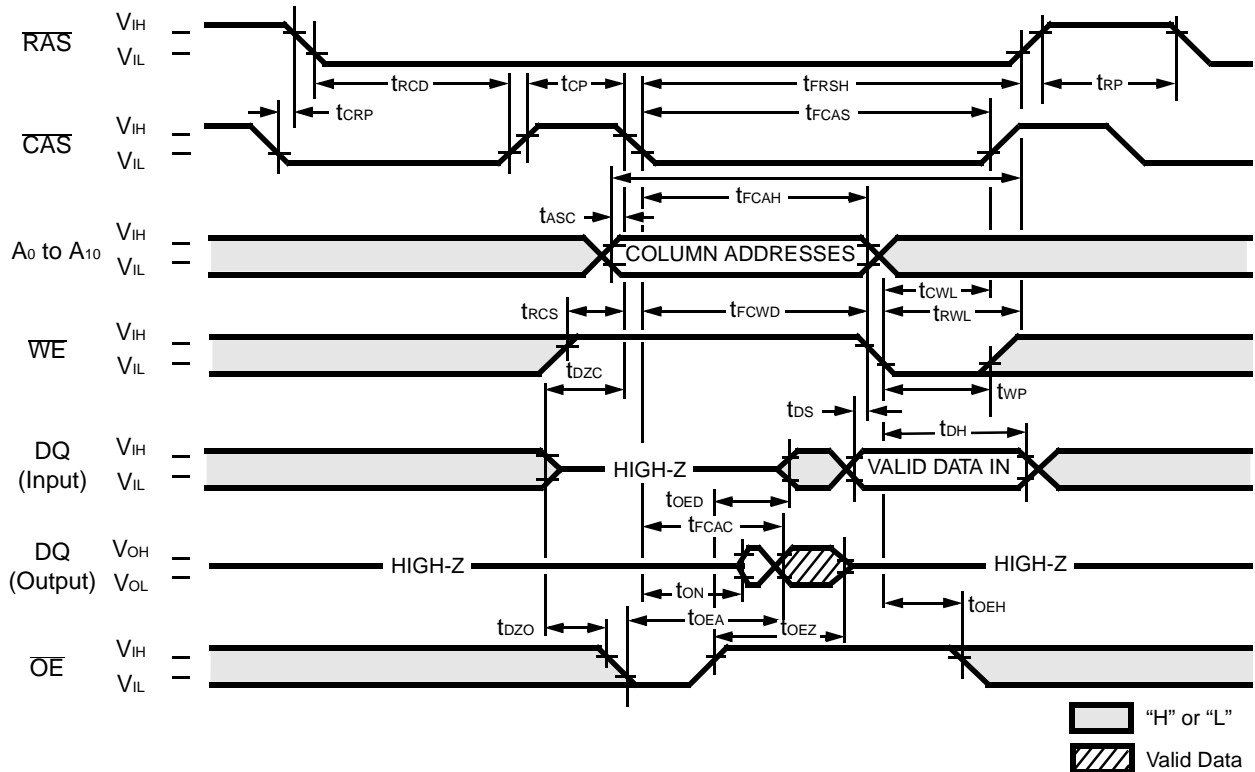 RAS
VIH
VIL
tRCD
tCP
tFRSH
tRP
tCRP
tFCAS
CAS
VIH
VIL
tFCAH
tASC
A0 to A10
VIH
VIL
COLUMN ADDRESSES
tCWL
tRCS
tFCWD
tRWL
WE
VIH
VIL
tDZC
tWP
tDS
tDH
DQ
(Input)
VIH
VIL
HIGH-Z
VALID DATA IN
tOED
tFCAC
DQ
(Output)
VOH
VOL
HIGH-Z
HIGH-Z
tON
tOEH
tOEA
tOEZ
tDZO
OE
VIH
VIL
“H” or “L”
Valid Data